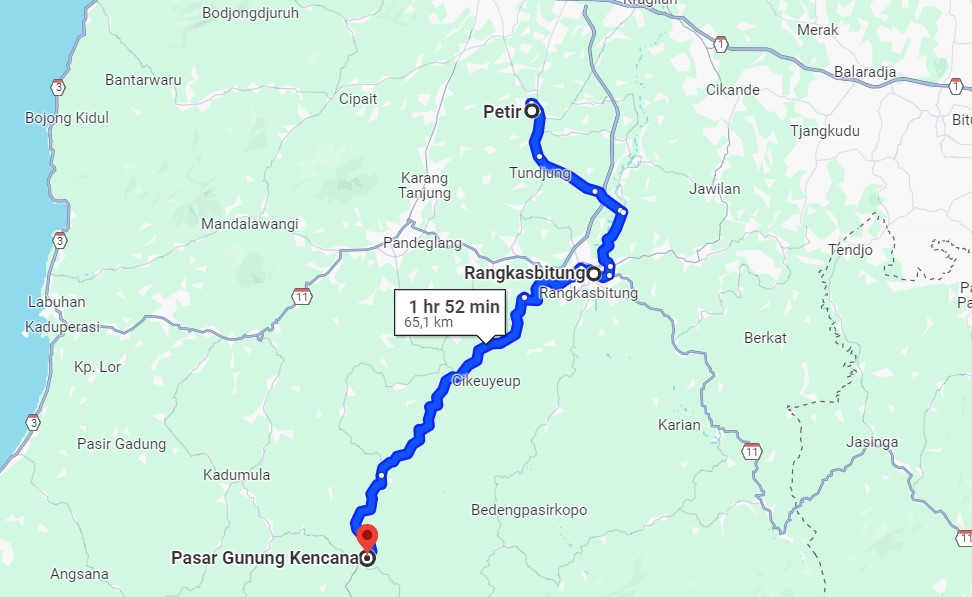 Kragilan
Bodjongdjuruh
Merak
1
Balaradja
Bantarwaru
3
Cipait
Cikande
1
Bojong Kidul
Petir
Tjangkudu
Tundjung
Karang
Tanjung
Jawilan
Mandalawangi
3
Pandeglang
Tendjo
Rangkasbitung
Rangkasbitung
11
Labuhan
1 hr 52 min
65,1 km
Kaduperasi
Berkat
Kp. Lor
Cikeuyeup
3
Karian
Pasir Gadung
11
Jasinga
Kadumula
Bedengpasirkopo
11
Pasar Gunung Kencana
Angsana